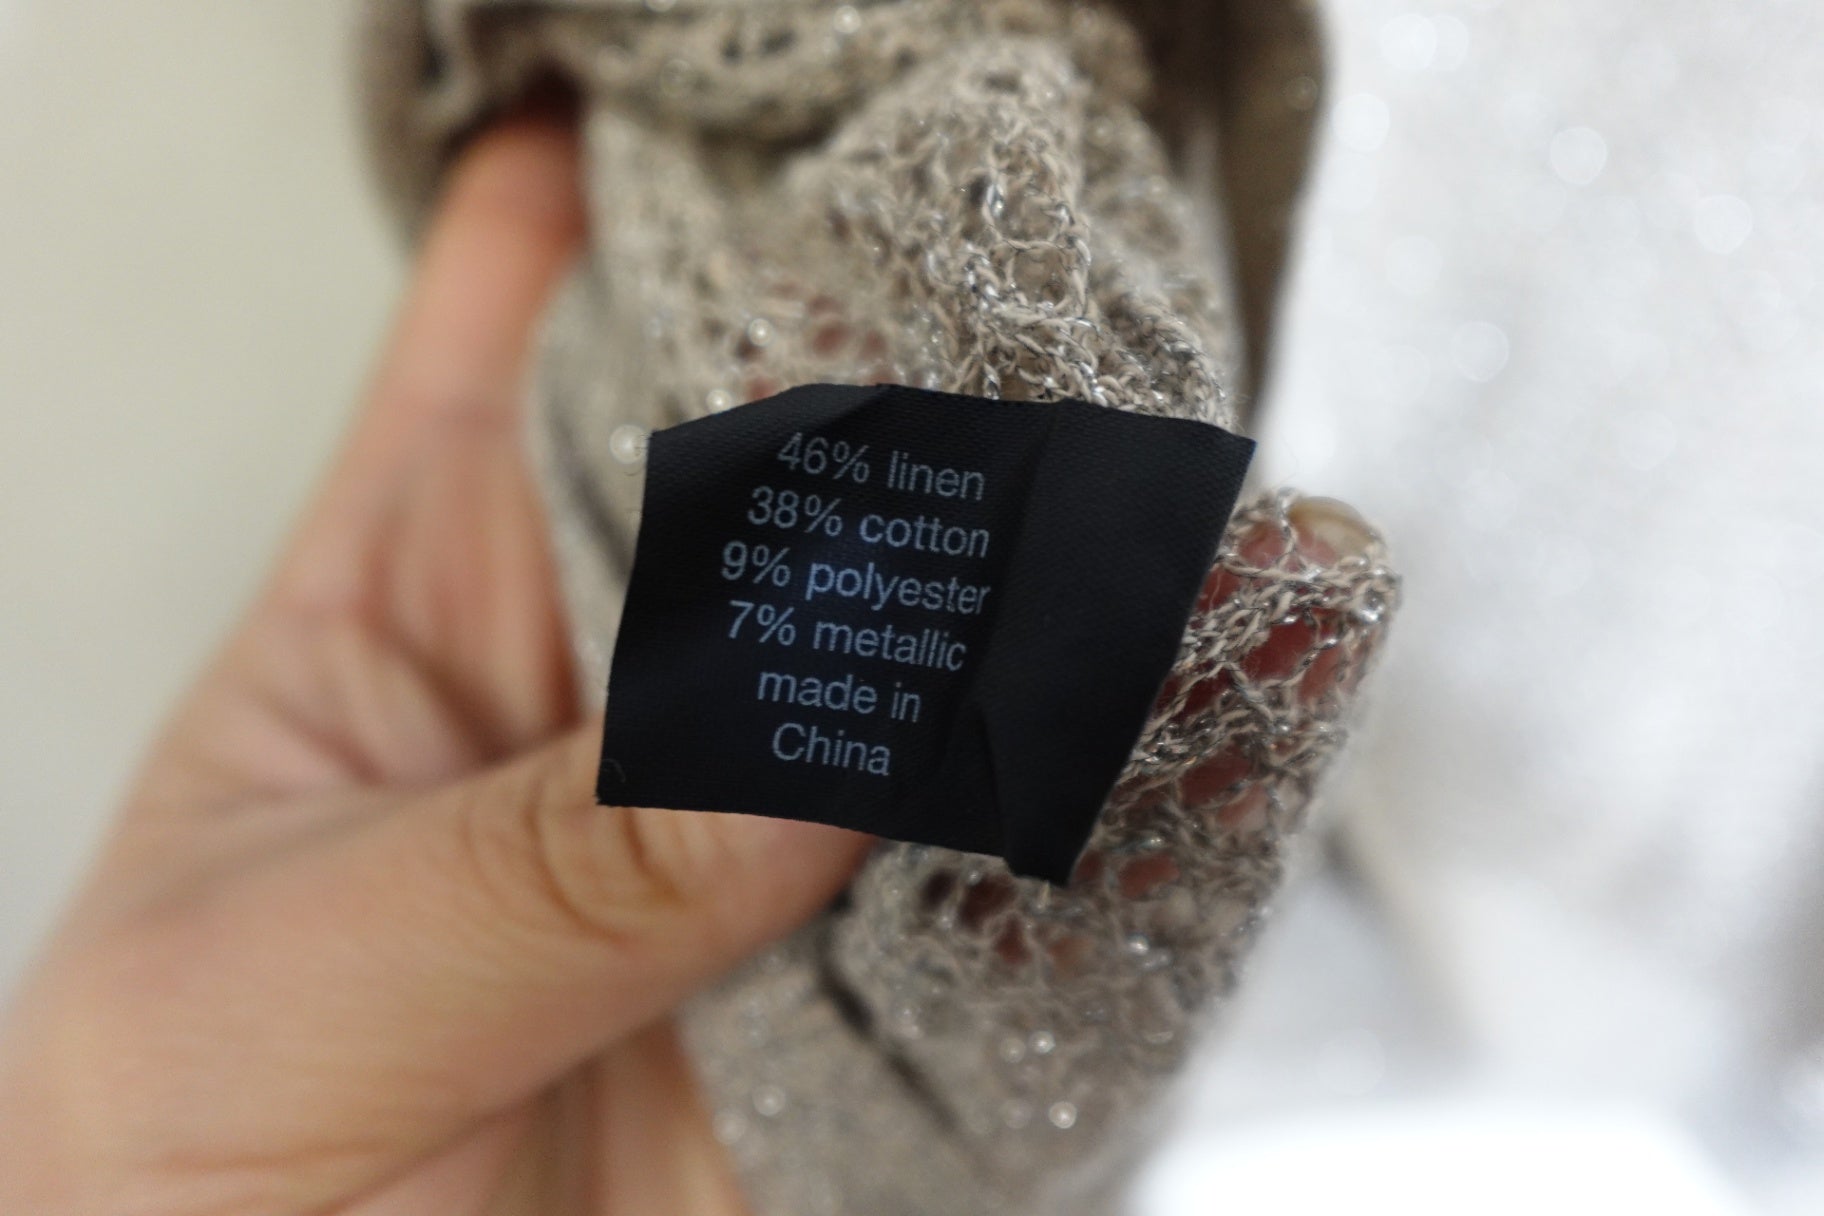 46% linen
38% cotton
9% polyester
7% metallic
made in
China